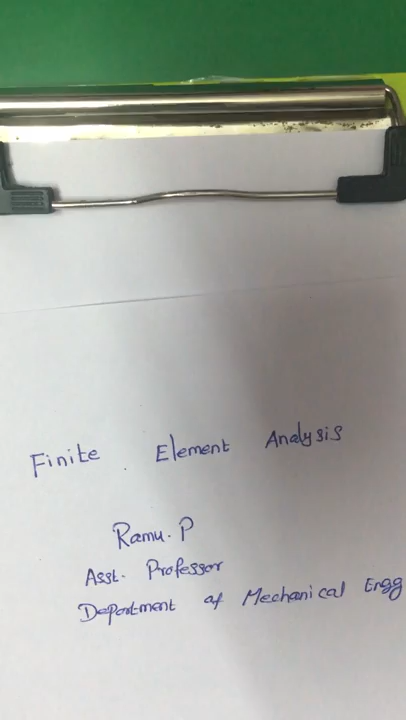 Finite Element Analysis
Ramu. P
Asst. Professor
Department of Mechanical Engg